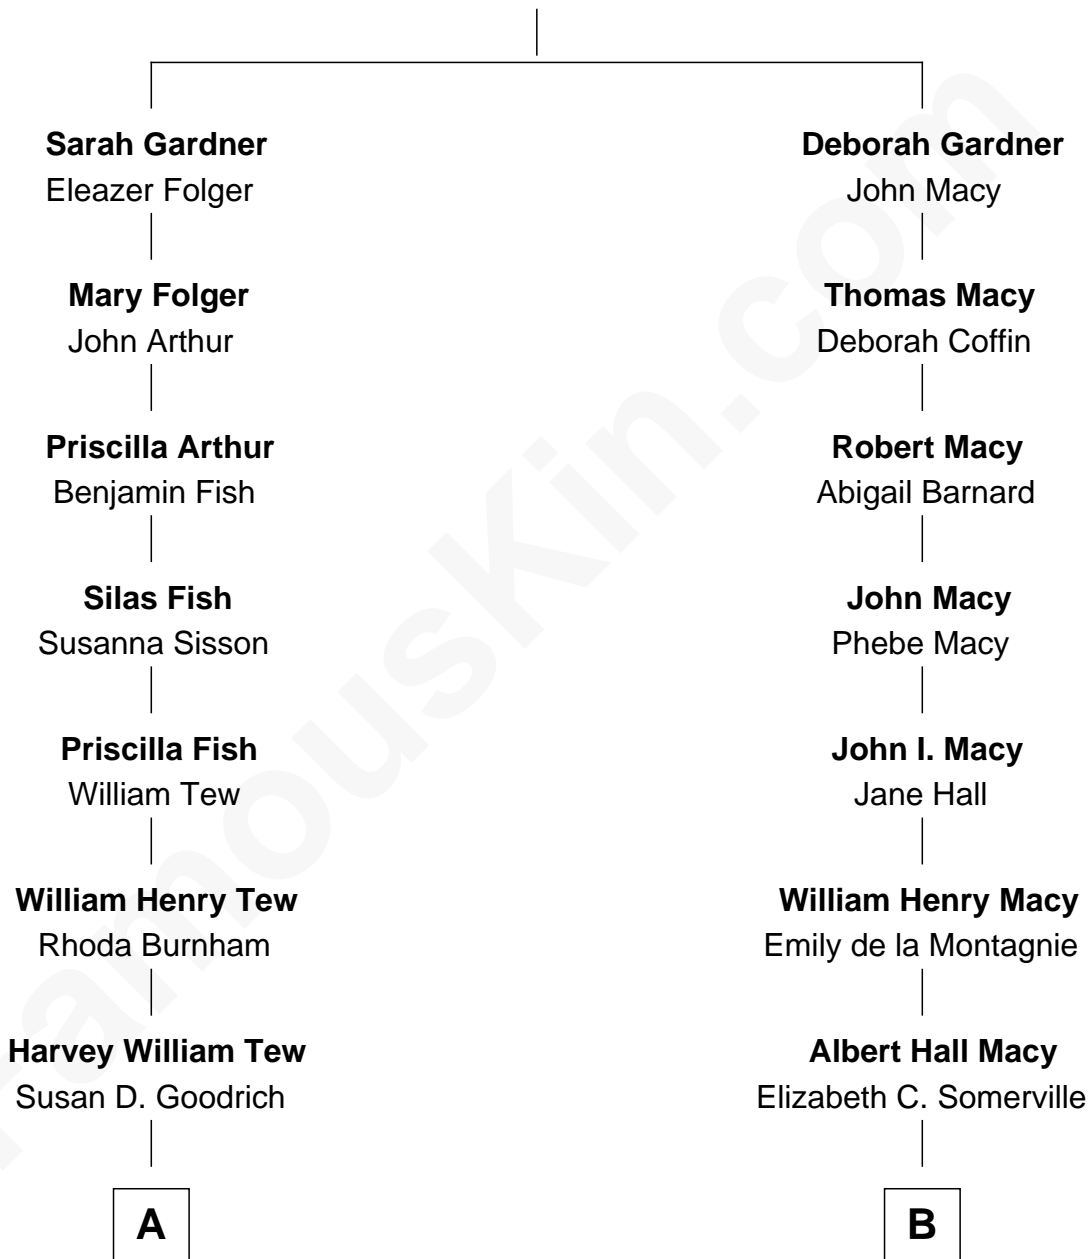 Sarah Gardner
Eleazer Folger
Mary Folger
John Arthur
Priscilla Arthur
Benjamin Fish
Silas Fish
Susanna Sisson
Priscilla Fish
William Tew
William Henry Tew
Rhoda Burnham
Harvey William Tew
Susan D. Goodrich
A
Deborah Gardner
John Macy
Thomas Macy
Deborah Coffin
Robert Macy
Abigail Barnard
John Macy
Phebe Macy
John I. Macy
Jane Hall
William Henry Macy
Emily de la Montagnie
Albert Hall Macy
Elizabeth C. Somerville
B
FamousKin.com